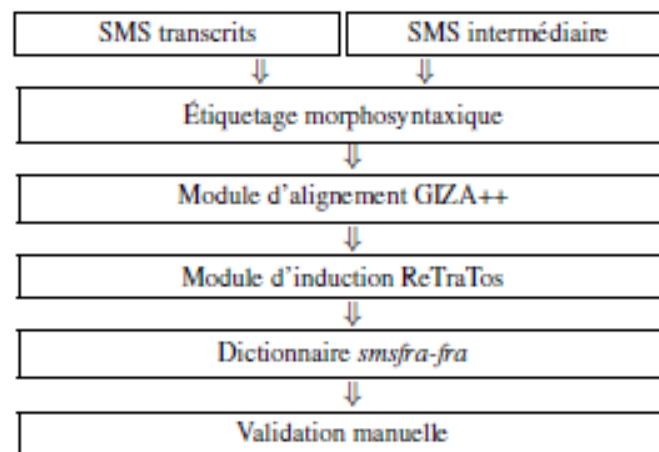 SMS transcrits
SMS intermédiaire
Étiquetage morphosyntaxique
Module d'alignement GIZA++
Module d'induction ReTraTos
Dictionnaire smsfra-fra
Validation manuelle